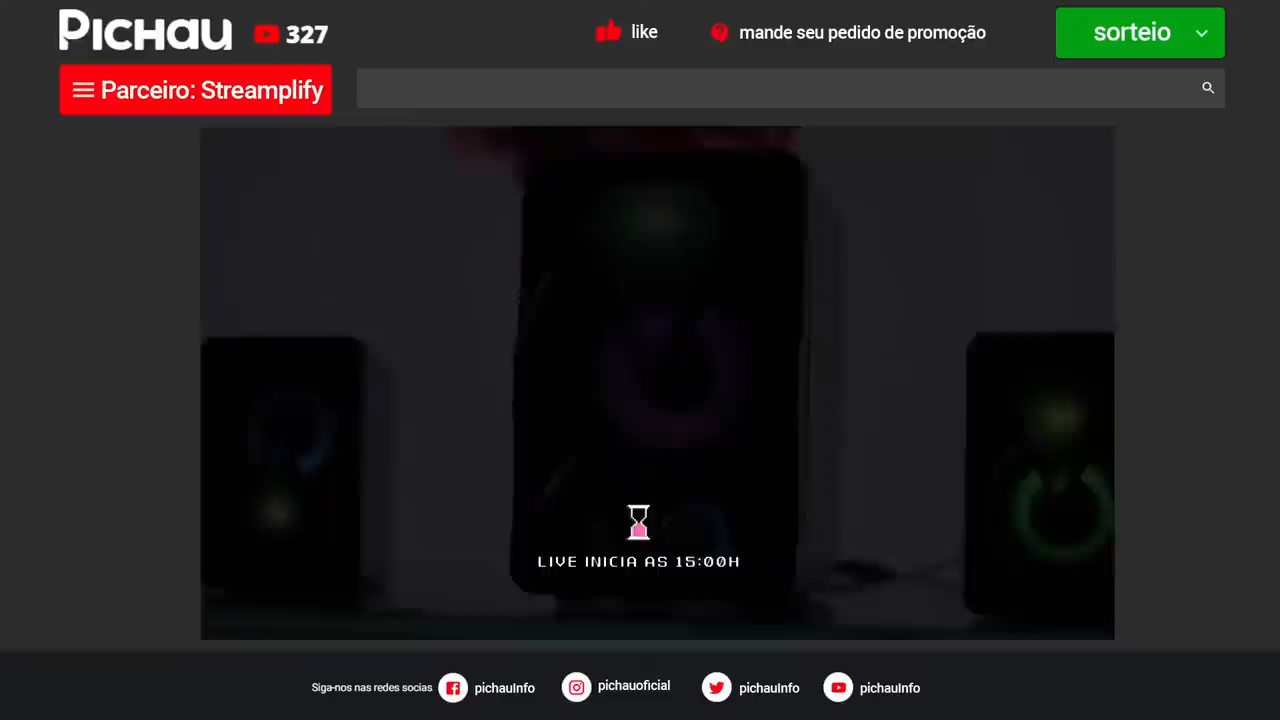 PICHAU
327
like
mande seu pedido de promoção
sorteio
Parceiro: Streamplify
LIVE INICIA AS 15:00H
Siga-nos nas redes socias
pichauInfo
pichauoficial
pichauInfo
pichauInfo